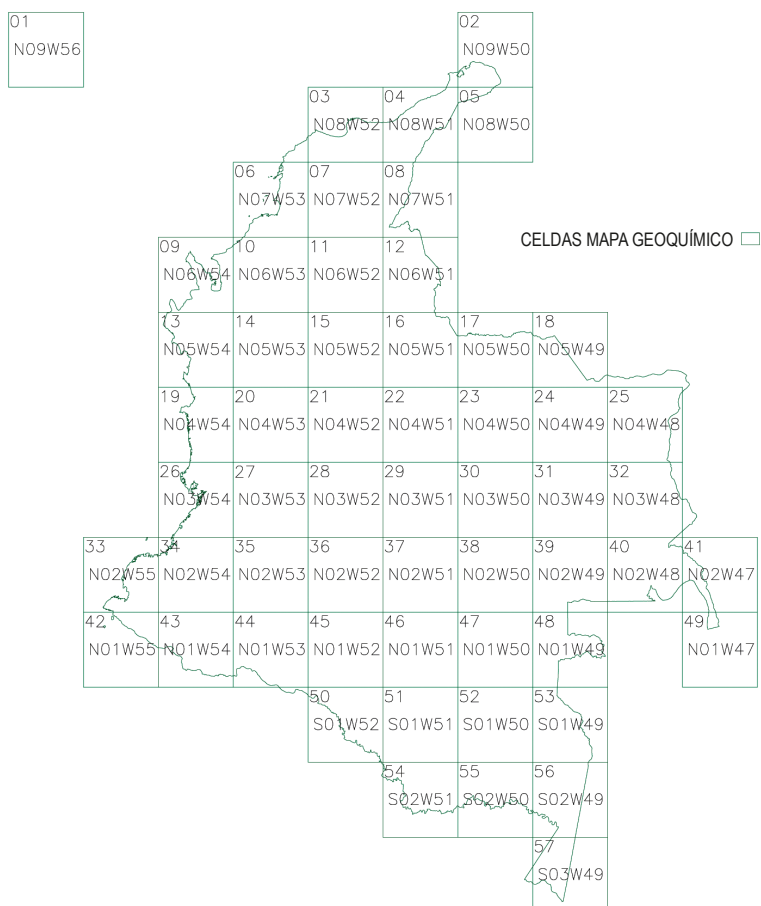 01 02
N09W56 N09W50
03 04 05
N08W52 N08W51 N08W50
06 07 08
N07W53 N07W52 N07W51
CELDAS MAPA GEOQUÍMICO
09 10 11 12
N06W54 N06W53 N06W52 N06W51
13 14 15 16 17 18
N05W54 N05W53 N05W52 N05W51 N05W50 N05W49
19 20 21 22 23 24 25
N04W54 N04W53 N04W52 N04W51 N04W50 N04W49 N04W48
26 27 28 29 30 31 32
N03W54 N03W53 N03W52 N03W51 N03W50 N03W49 N03W48
33 34 35 36 37 38 39 40 41
N02W55 N02W54 N02W53 N02W52 N02W51 N02W50 N02W49 N02W48 N02W47
42 43 44 45 46 47 48 49
N01W55 N01W54 N01W53 N01W52 N01W51 N01W50 N01W49 N01W47
50 51 52 53
S01W52 S01W51 S01W50 S01W49
54 55 56
S02W51 S02W50 S02W49
57
S03W49